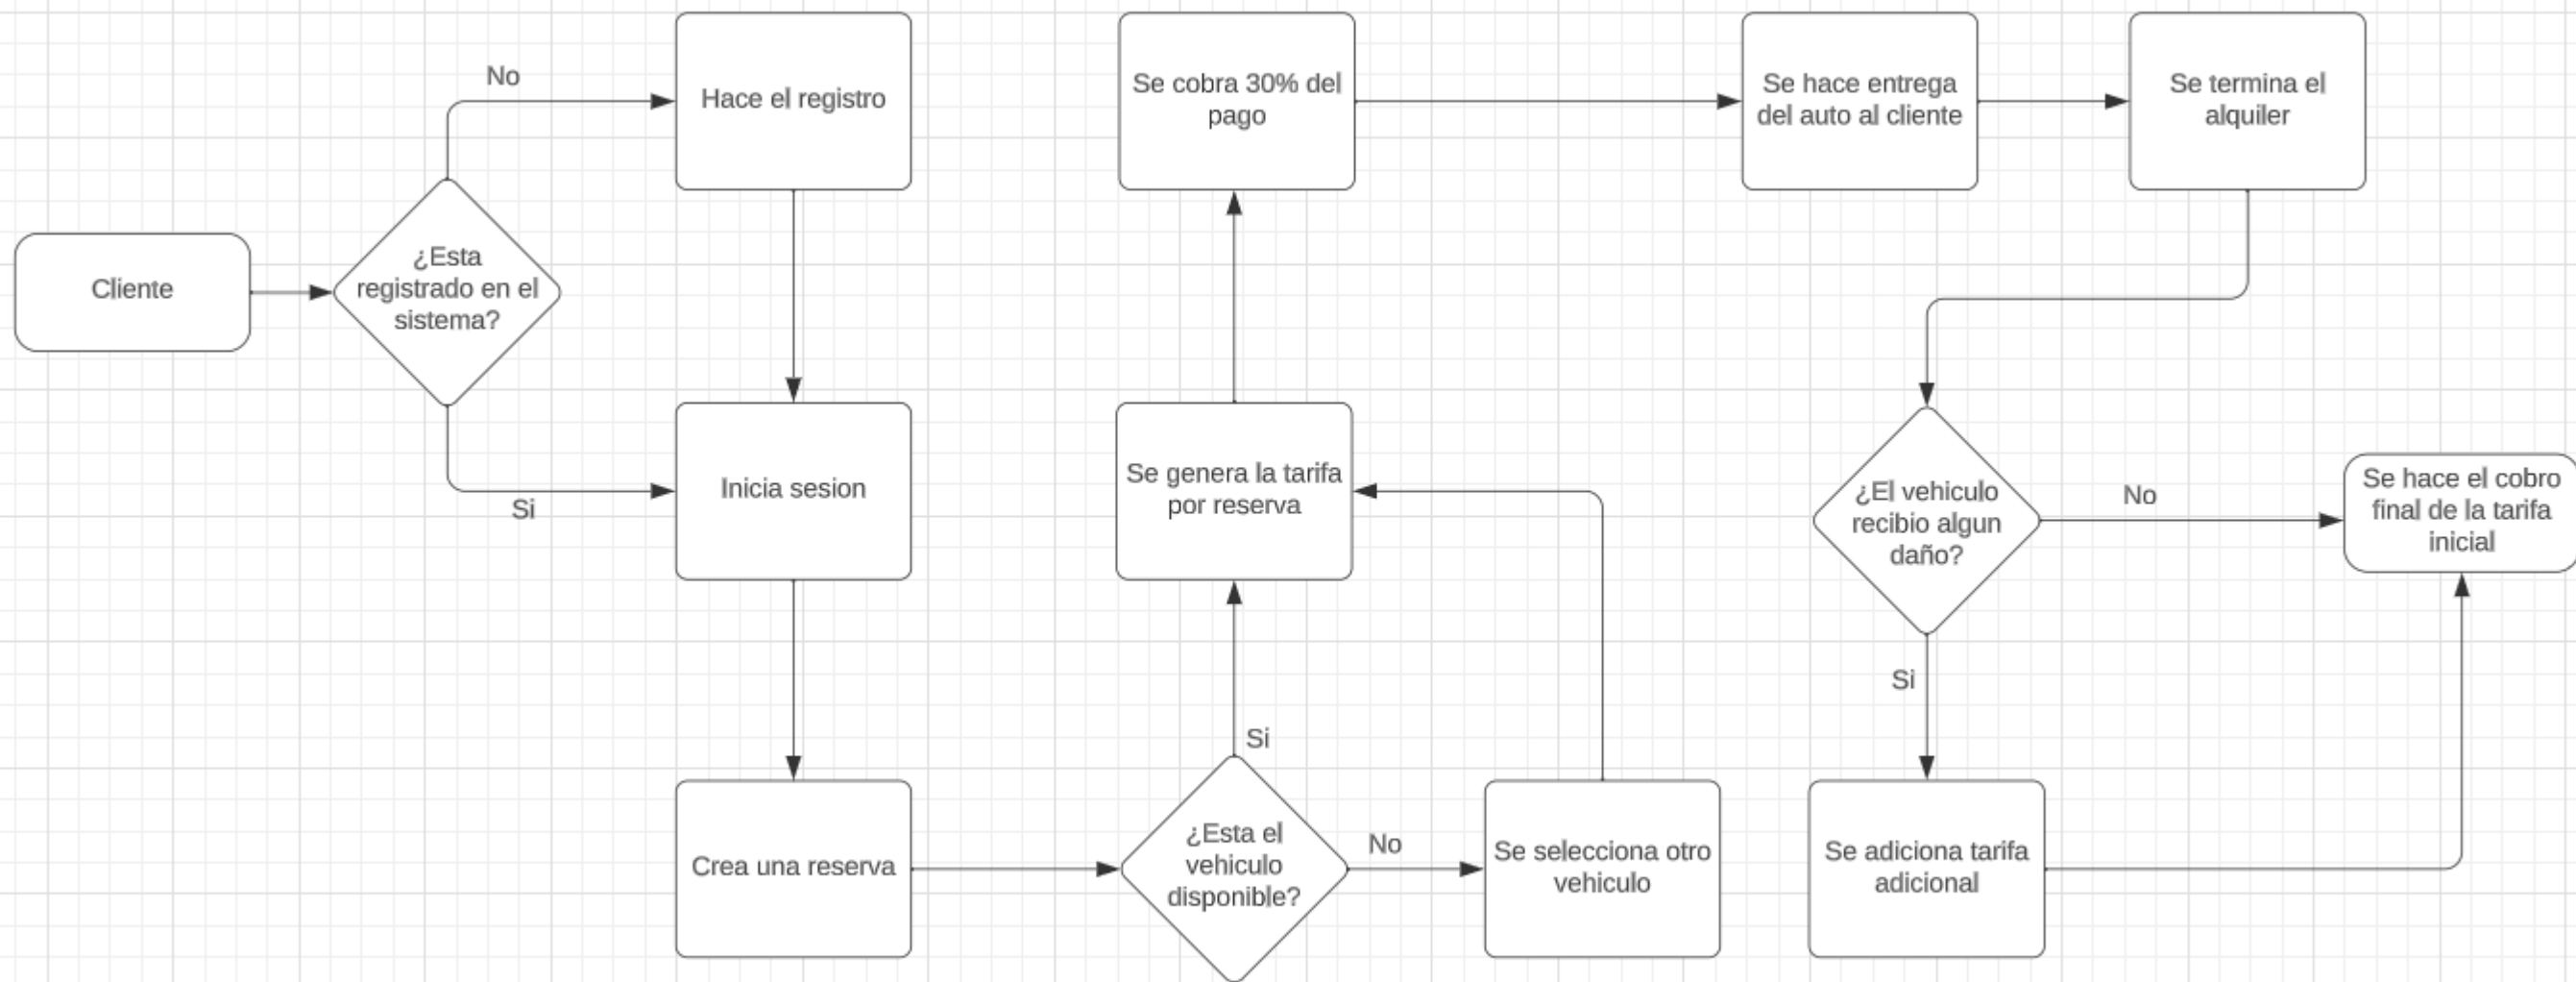 Cliente
¿Esta
registrado en el
sistema?
No
Si
Hace el registro
Inicia sesion
Crea una reserva
¿Esta el
vehiculo
disponible?
Si
No
Se selecciona otro
vehiculo
Se genera la tarifa
por reserva
Se cobra 30% del
pago
Se hace entrega
del auto al cliente
Se termina el
alquiler
¿El vehiculo
recibio algun
daño?
No
Si
Se adiciona tarifa
adicional
Se hace el cobro
final de la tarifa
inicial